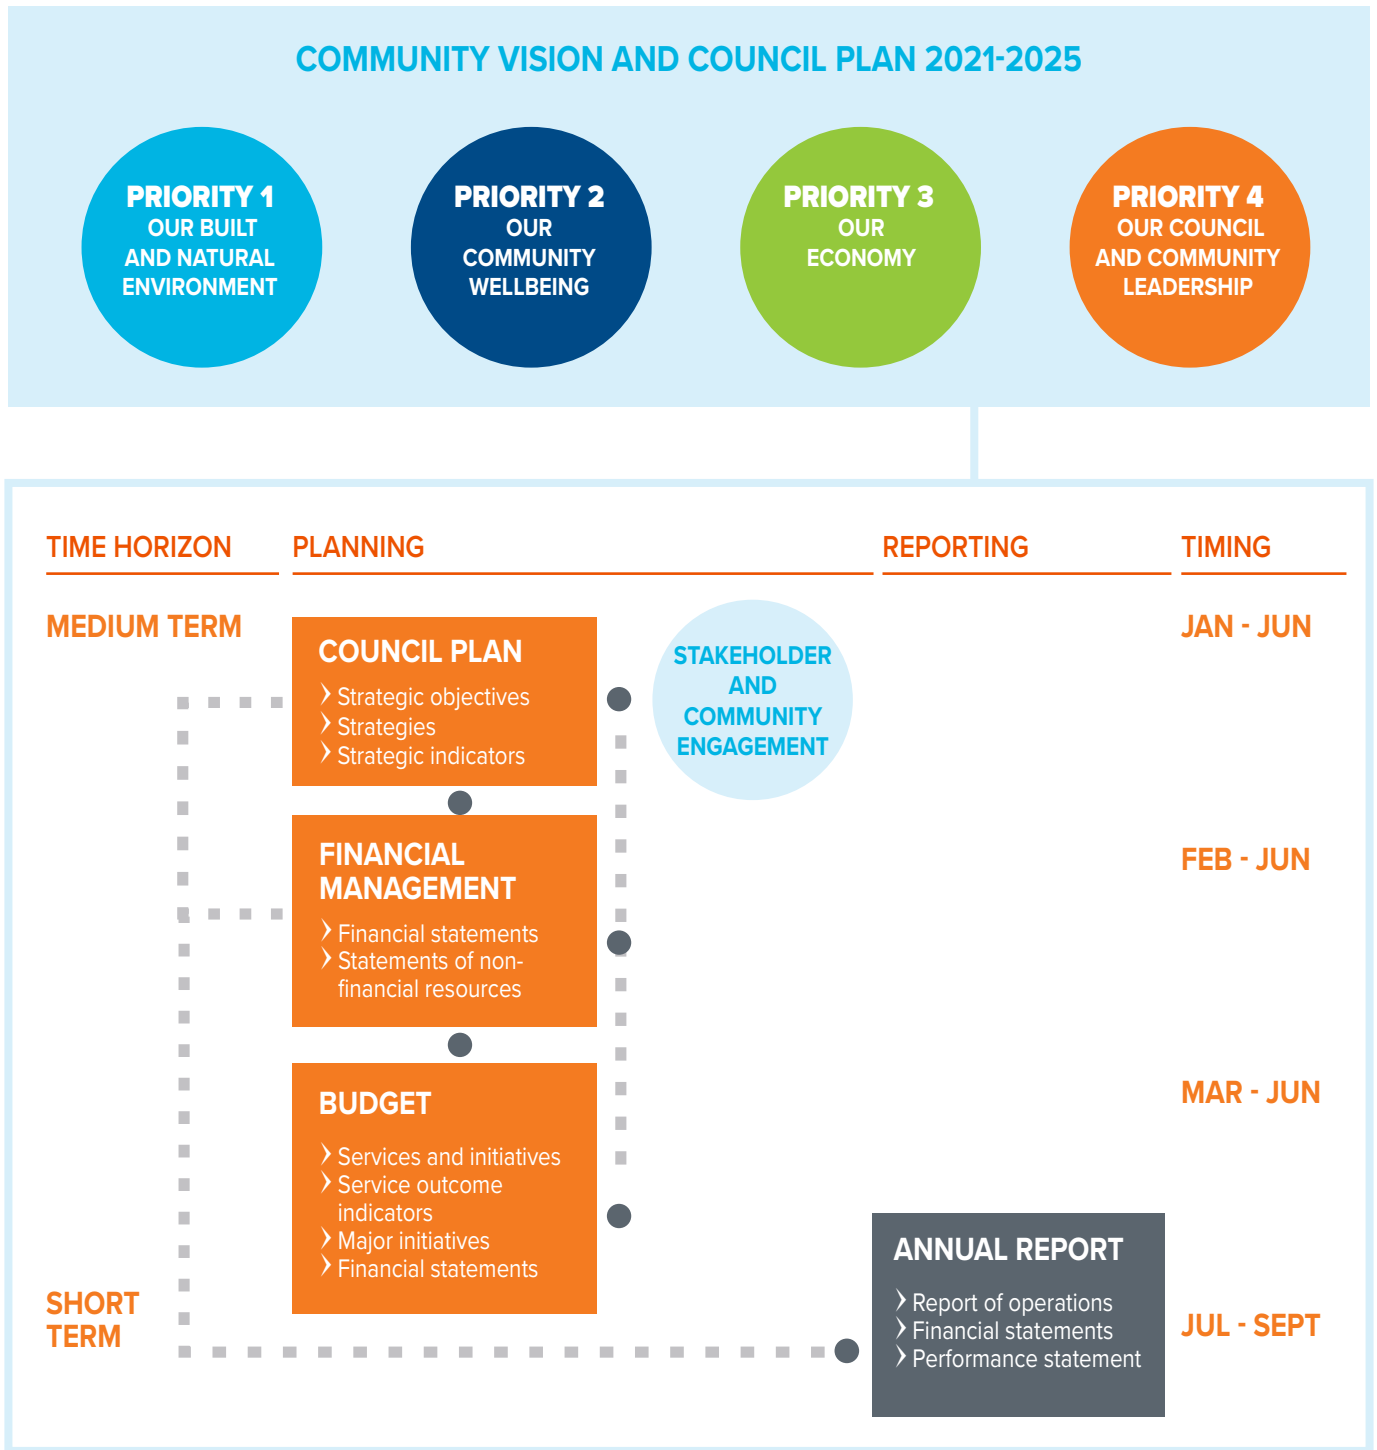 COMMUNITY VISION AND COUNCIL PLAN 2021-2025
PRIORITY 1
OUR BUILT
AND NATURAL
ENVIRONMENT
PRIORITY 2
OUR
COMMUNITY
WELLBEING
PRIORITY 3
OUR
ECONOMY
PRIORITY 4
OUR COUNCIL
AND COMMUNITY
LEADERSHIP
TIME HORIZON
PLANNING
REPORTING
TIMING
MEDIUM TERM
COUNCIL PLAN
Strategic objectives
Strategies
Strategic indicators
STAKEHOLDER
AND
COMMUNITY
ENGAGEMENT
JAN - JUN
FINANCIAL
MANAGEMENT
Financial statements
Statements of non-
financial resources
FEB - JUN
BUDGET
Services and initiatives
Service outcome
indicators
Major initiatives
Financial statements
MAR - JUN
SHORT
TERM
ANNUAL REPORT
Report of operations
Financial statements
Performance statement
JUL - SEPT